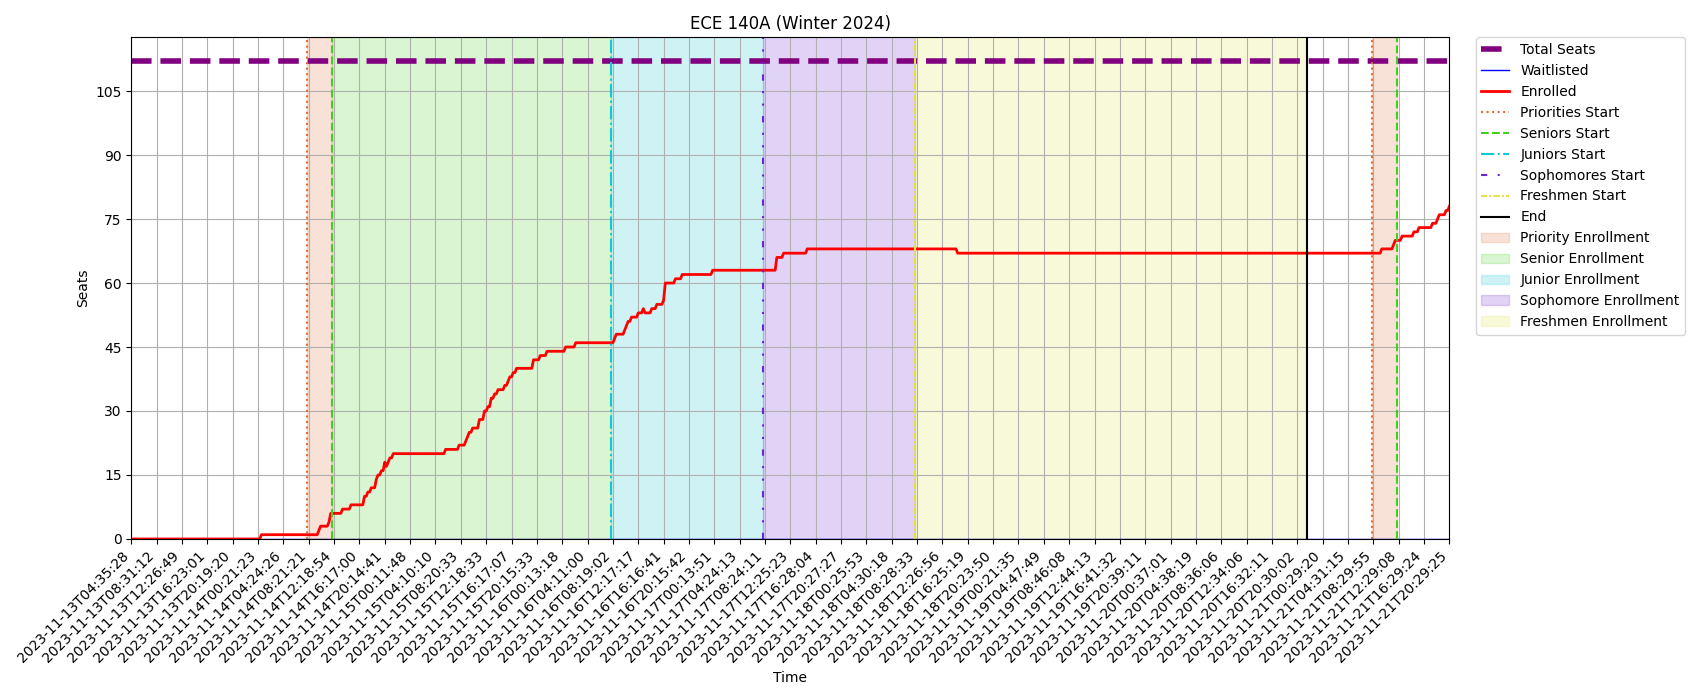 ECE 140A (Winter 2024)
Seats
105
90
75
60
45
30
15
0
2023-11-13T04:35:28
2023-11-13T08:31:12
2023-11-13T12:26:49
2023-11-13T16:23:01
2023-11-13T20:19:20
2023-11-14T00:21:23
2023-11-14T04:24:26
2023-11-14T08:21:21
2023-11-14T12:18:54
2023-11-14T16:17:00
2023-11-14T20:14:41
2023-11-15T00:11:48
2023-11-15T04:10:10
2023-11-15T08:20:33
2023-11-15T12:18:33
2023-11-15T16:17:07
2023-11-15T20:15:33
2023-11-16T00:13:18
2023-11-16T04:11:00
2023-11-16T08:19:02
2023-11-16T12:17:17
2023-11-16T16:16:41
2023-11-16T20:15:42
2023-11-17T00:13:51
2023-11-17T04:24:13
2023-11-17T08:24:11
2023-11-17T12:25:23
2023-11-17T16:28:04
2023-11-17T20:27:27
2023-11-18T00:25:53
2023-11-18T04:30:18
2023-11-18T08:28:33
2023-11-18T12:26:56
2023-11-18T16:25:19
2023-11-18T20:23:50
2023-11-19T00:21:35
2023-11-19T04:47:49
2023-11-19T08:46:08
2023-11-19T12:44:13
2023-11-19T16:41:32
2023-11-19T20:39:11
2023-11-20T00:37:01
2023-11-20T04:38:19
2023-11-20T08:36:06
2023-11-20T12:34:06
2023-11-20T16:32:11
2023-11-20T20:30:02
2023-11-21T00:29:20
2023-11-21T04:31:15
2023-11-21T08:29:55
2023-11-21T12:29:08
2023-11-21T16:29:24
2023-11-21T20:29:25
Time
Total Seats
Waitlisted
Enrolled
Priorities Start
Seniors Start
Juniors Start
Sophomores Start
Freshmen Start
End
Priority Enrollment
Senior Enrollment
Junior Enrollment
Sophomore Enrollment
Freshmen Enrollment